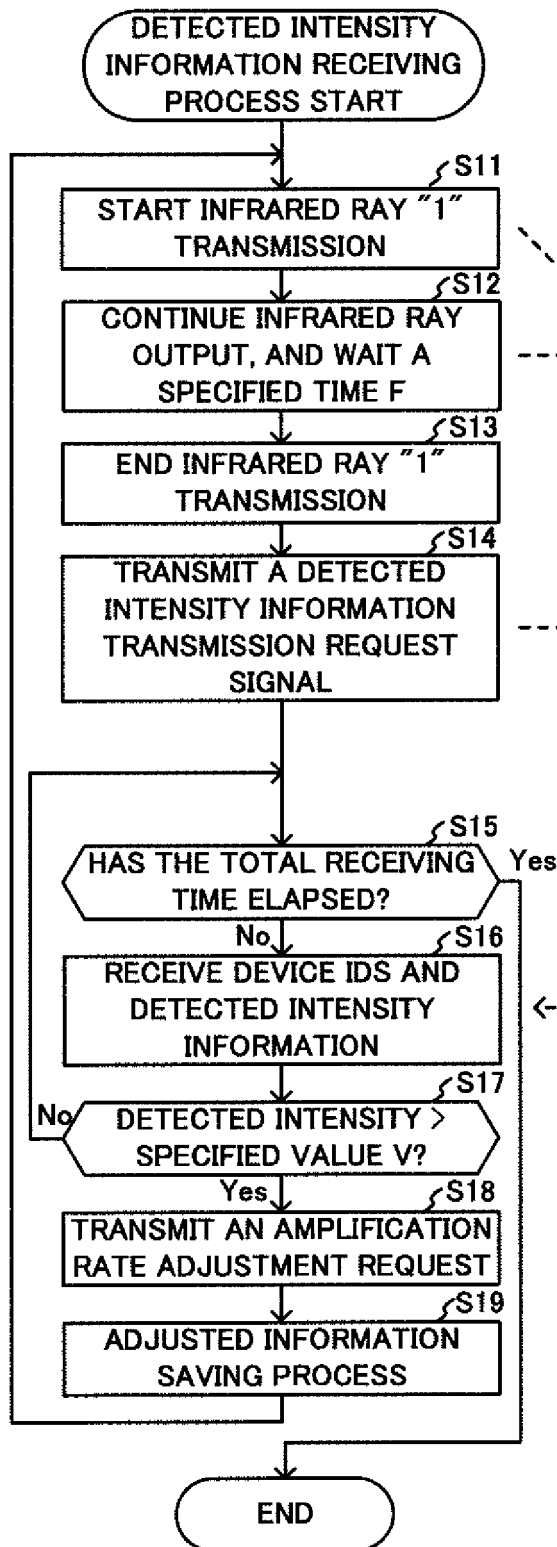 DETECTED INTENSITY
INFORMATION RECEIVING
PROCESS START
S11
START INFRARED RAY "1"
TRANSMISSION
S12
CONTINUE INFRARED RAY
OUTPUT, AND WAIT A
SPECIFIED TIME F
S13
END INFRARED RAY "1"
TRANSMISSION
S14
TRANSMIT A DETECTED
INTENSITY INFORMATION
TRANSMISSION REQUEST
SIGNAL
S15
HAS THE TOTAL RECEIVING
TIME ELAPSED?
Yes
No
S16
RECEIVE DEVICE IDS AND
DETECTED INTENSITY
INFORMATION
S17
No
DETECTED INTENSITY >
SPECIFIED VALUE V?
Yes
S18
TRANSMIT AN AMPLIFICATION
RATE ADJUSTMENT REQUEST
S19
ADJUSTED INFORMATION
SAVING PROCESS
END